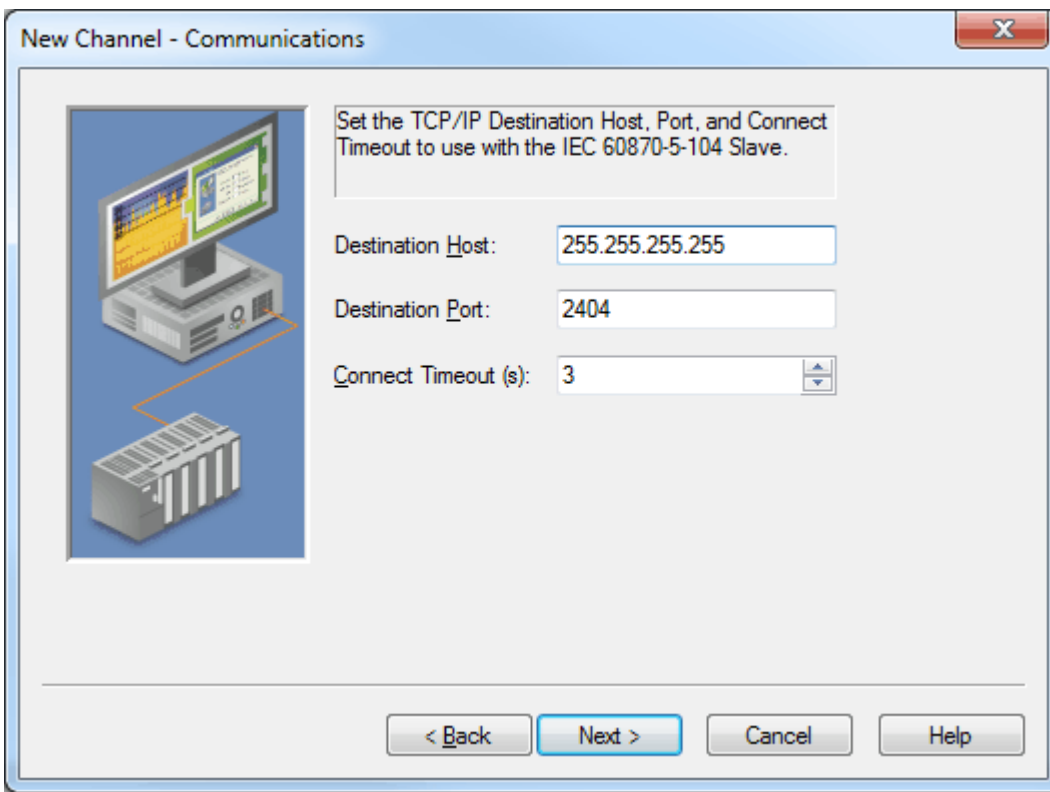 New Channel - Communications
Set the TCP/IP Destination Host, Port, and Connect
Timeout to use with the IEC 60870-5-104 Slave.
Destination Host: 255.255.255.255
Destination Port: 2404
Connect Timeout (s): 3
< Back Next > Cancel Help